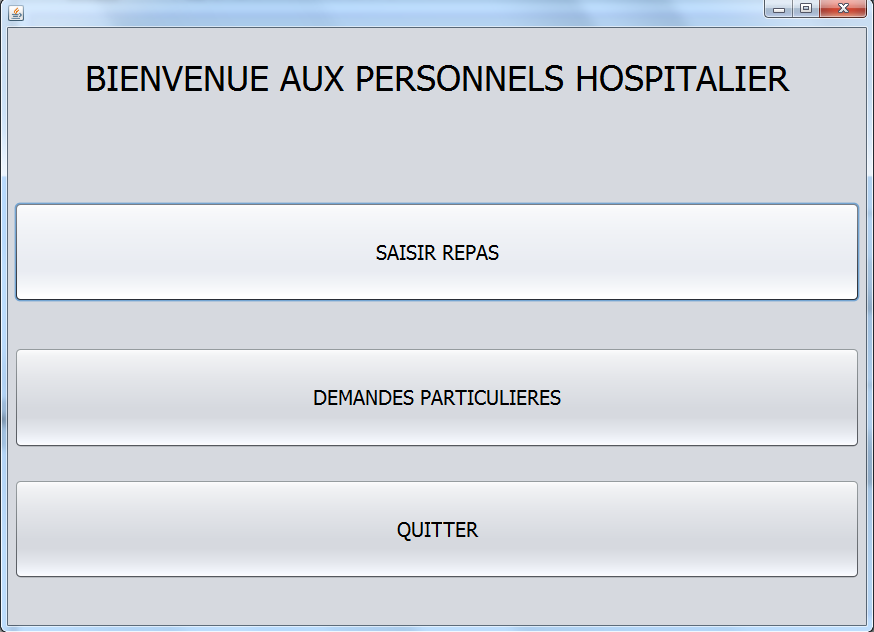 BIENVENUE AUX PERSONNELS HOSPITALIER
SAISIR REPAS
DEMANDES PARTICULIERES
QUITTER